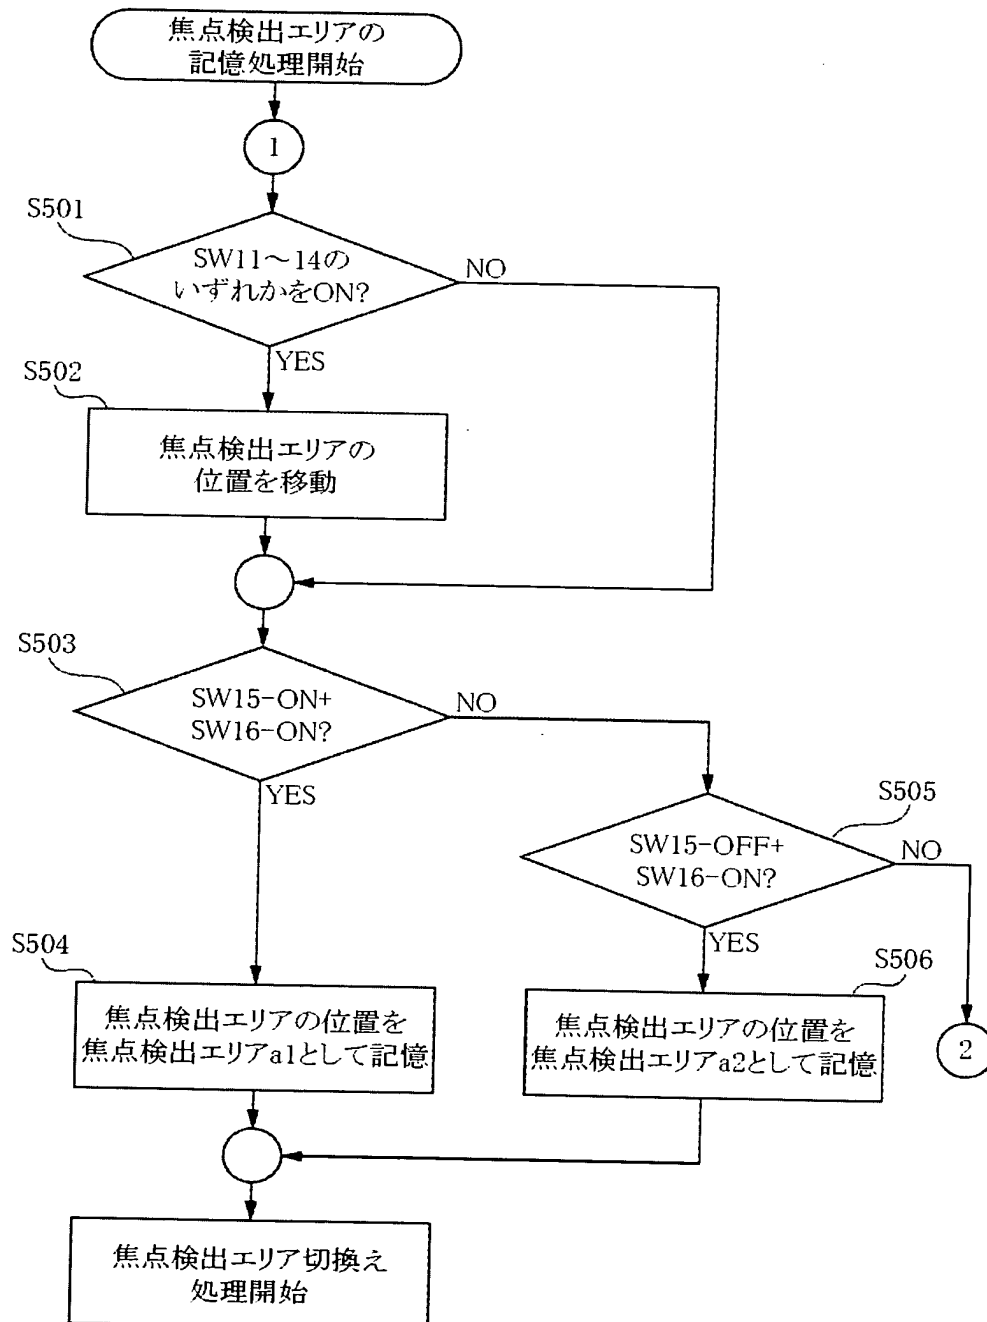 焦点検出エリアの
記憶処理開始
1
S501
SW11～14の
いずれかをON?
NO
YES
S502
焦点検出エリアの
位置を移動
S503
SW15-ON+
SW16-ON?
NO
YES
S505
SW15-OFF+
SW16-ON?
NO
YES
S504
焦点検出エリアの位置を
焦点検出エリアa1として記憶
S506
焦点検出エリアの位置を
焦点検出エリアa2として記憶
2
焦点検出エリア切換え
処理開始